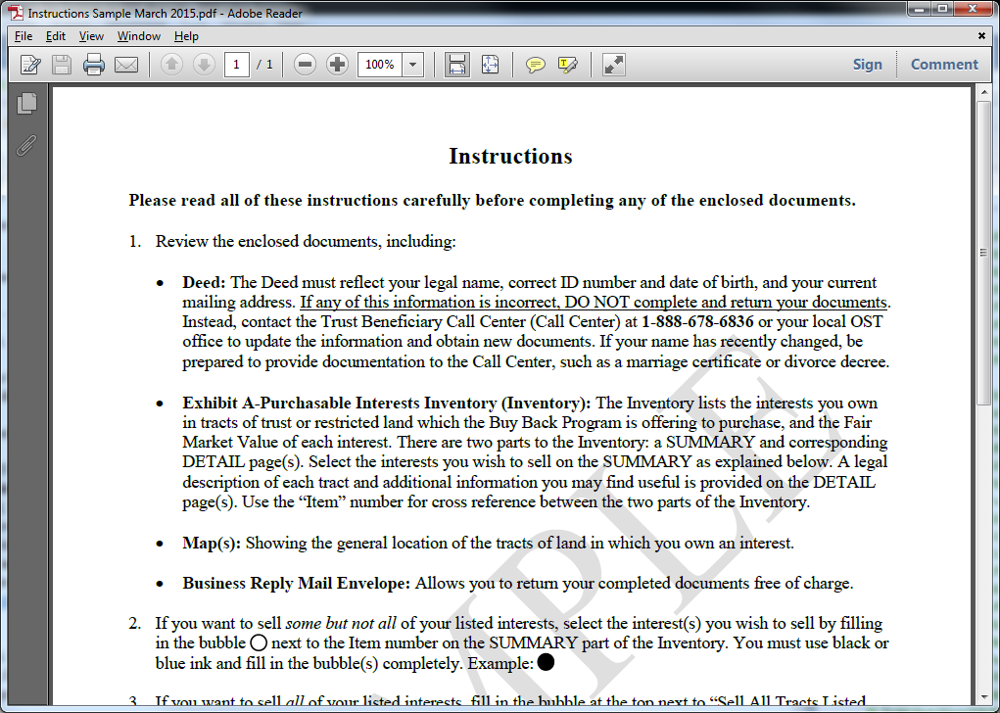 Instructions Sample March 2015.pdf - Adobe Reader
File Edit View Window Help
1 / 1 100% Sign Comment
Instructions
Please read all of these instructions carefully before completing any of the enclosed documents.
1. Review the enclosed documents, including:
• Deed: The Deed must reflect your legal name, correct ID number and date of birth, and your current
mailing address. If any of this information is incorrect, DO NOT complete and return your documents.
Instead, contact the Trust Beneficiary Call Center (Call Center) at 1-888-678-6836 or your local OST
office to update the information and obtain new documents. If your name has recently changed, be
prepared to provide documentation to the Call Center, such as a marriage certificate or divorce decree.
• Exhibit A-Purchasable Interests Inventory (Inventory): The Inventory lists the interests you own
in tracts of trust or restricted land which the Buy Back Program is offering to purchase, and the Fair
Market Value of each interest. There are two parts to the Inventory: a SUMMARY and corresponding
DETAIL page(s). Select the interests you wish to sell on the SUMMARY as explained below. A legal
description of each tract and additional information you may find useful is provided on the DETAIL
page(s). Use the “Item” number for cross reference between the two parts of the Inventory.
• Map(s): Showing the general location of the tracts of land in which you own an interest.
• Business Reply Mail Envelope: Allows you to return your completed documents free of charge.
2. If you want to sell some but not all of your listed interests, select the interest(s) you wish to sell by filling
in the bubble ◯ next to the Item number on the SUMMARY part of the Inventory. You must use black or
blue ink and fill in the bubble(s) completely. Example: ●
3. If you want to sell all of your listed interests, fill in the bubble at the top next to “Sell All Tracts Listed
MPLE